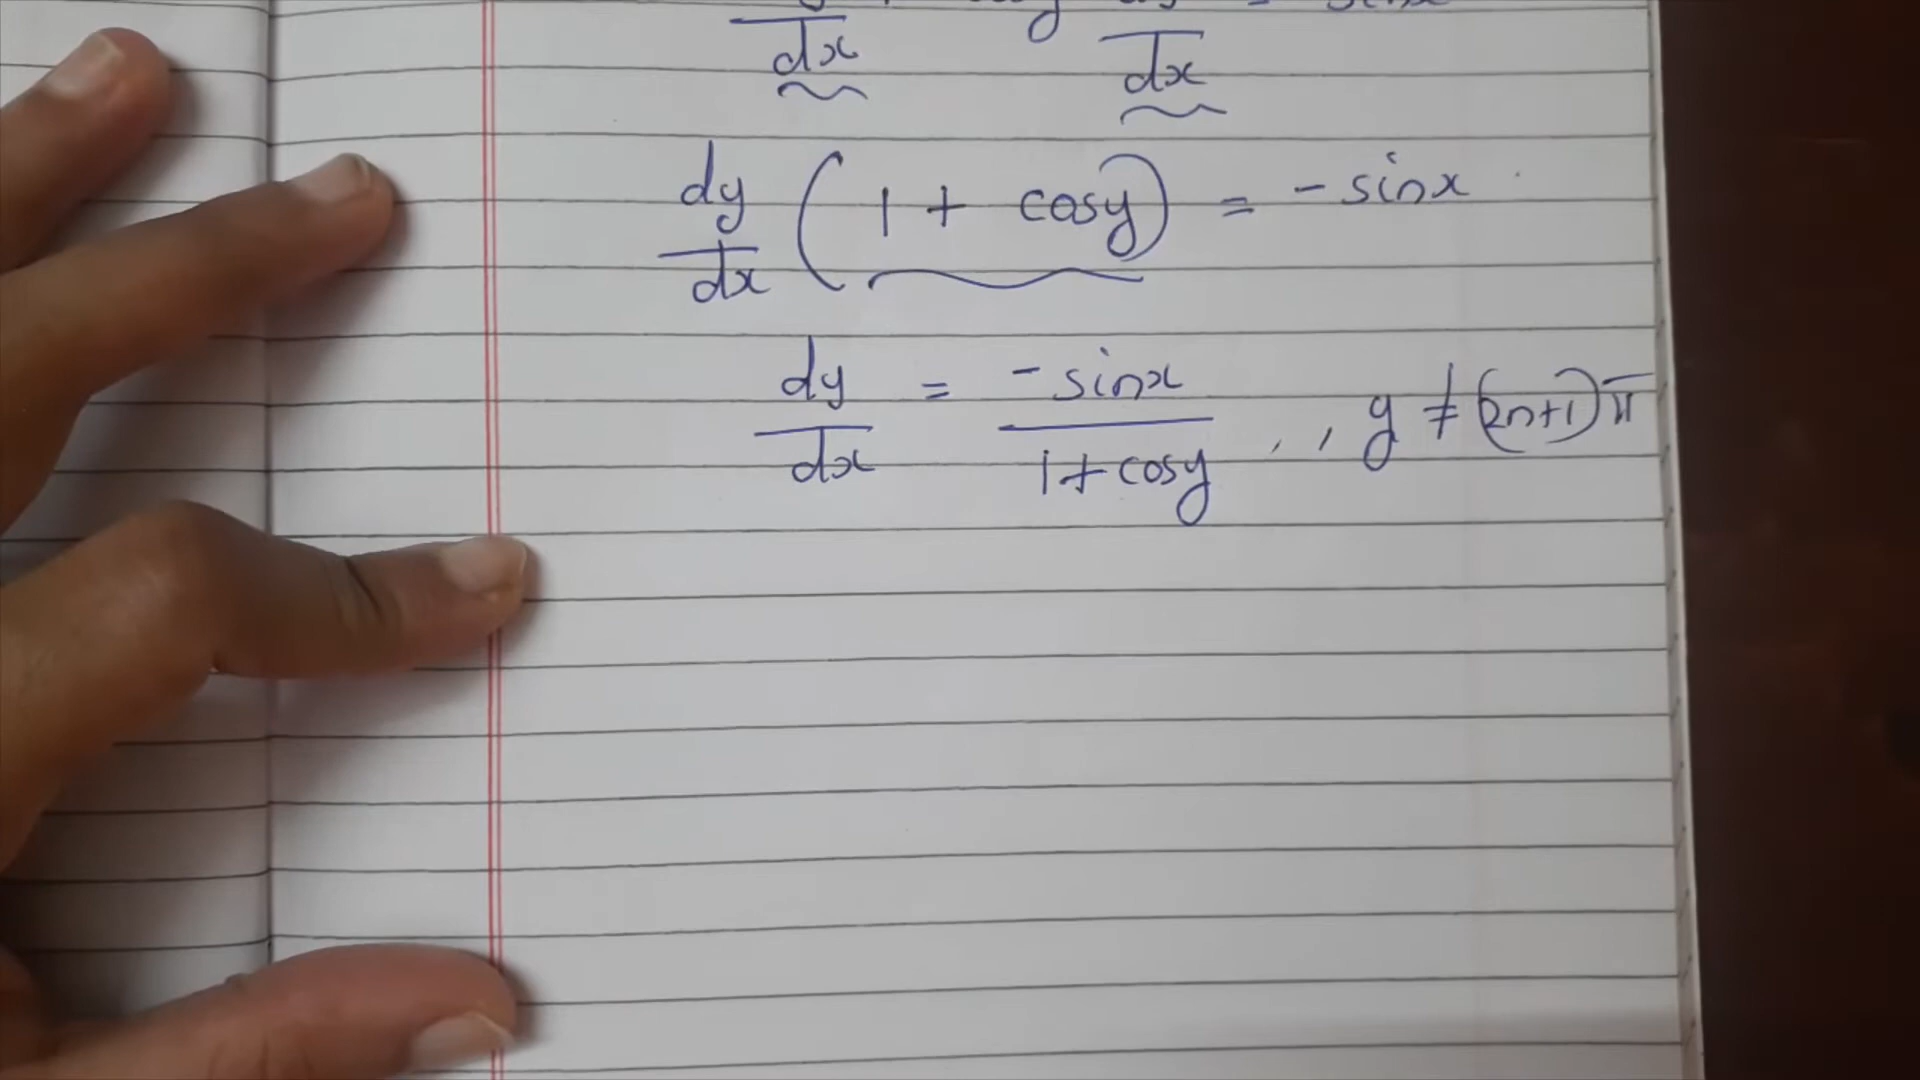 dx dx
dy/dx (1 + cosy) = -sinx
dy/dx = -sinx/1+cosy , , y ≠ (2n+1)π